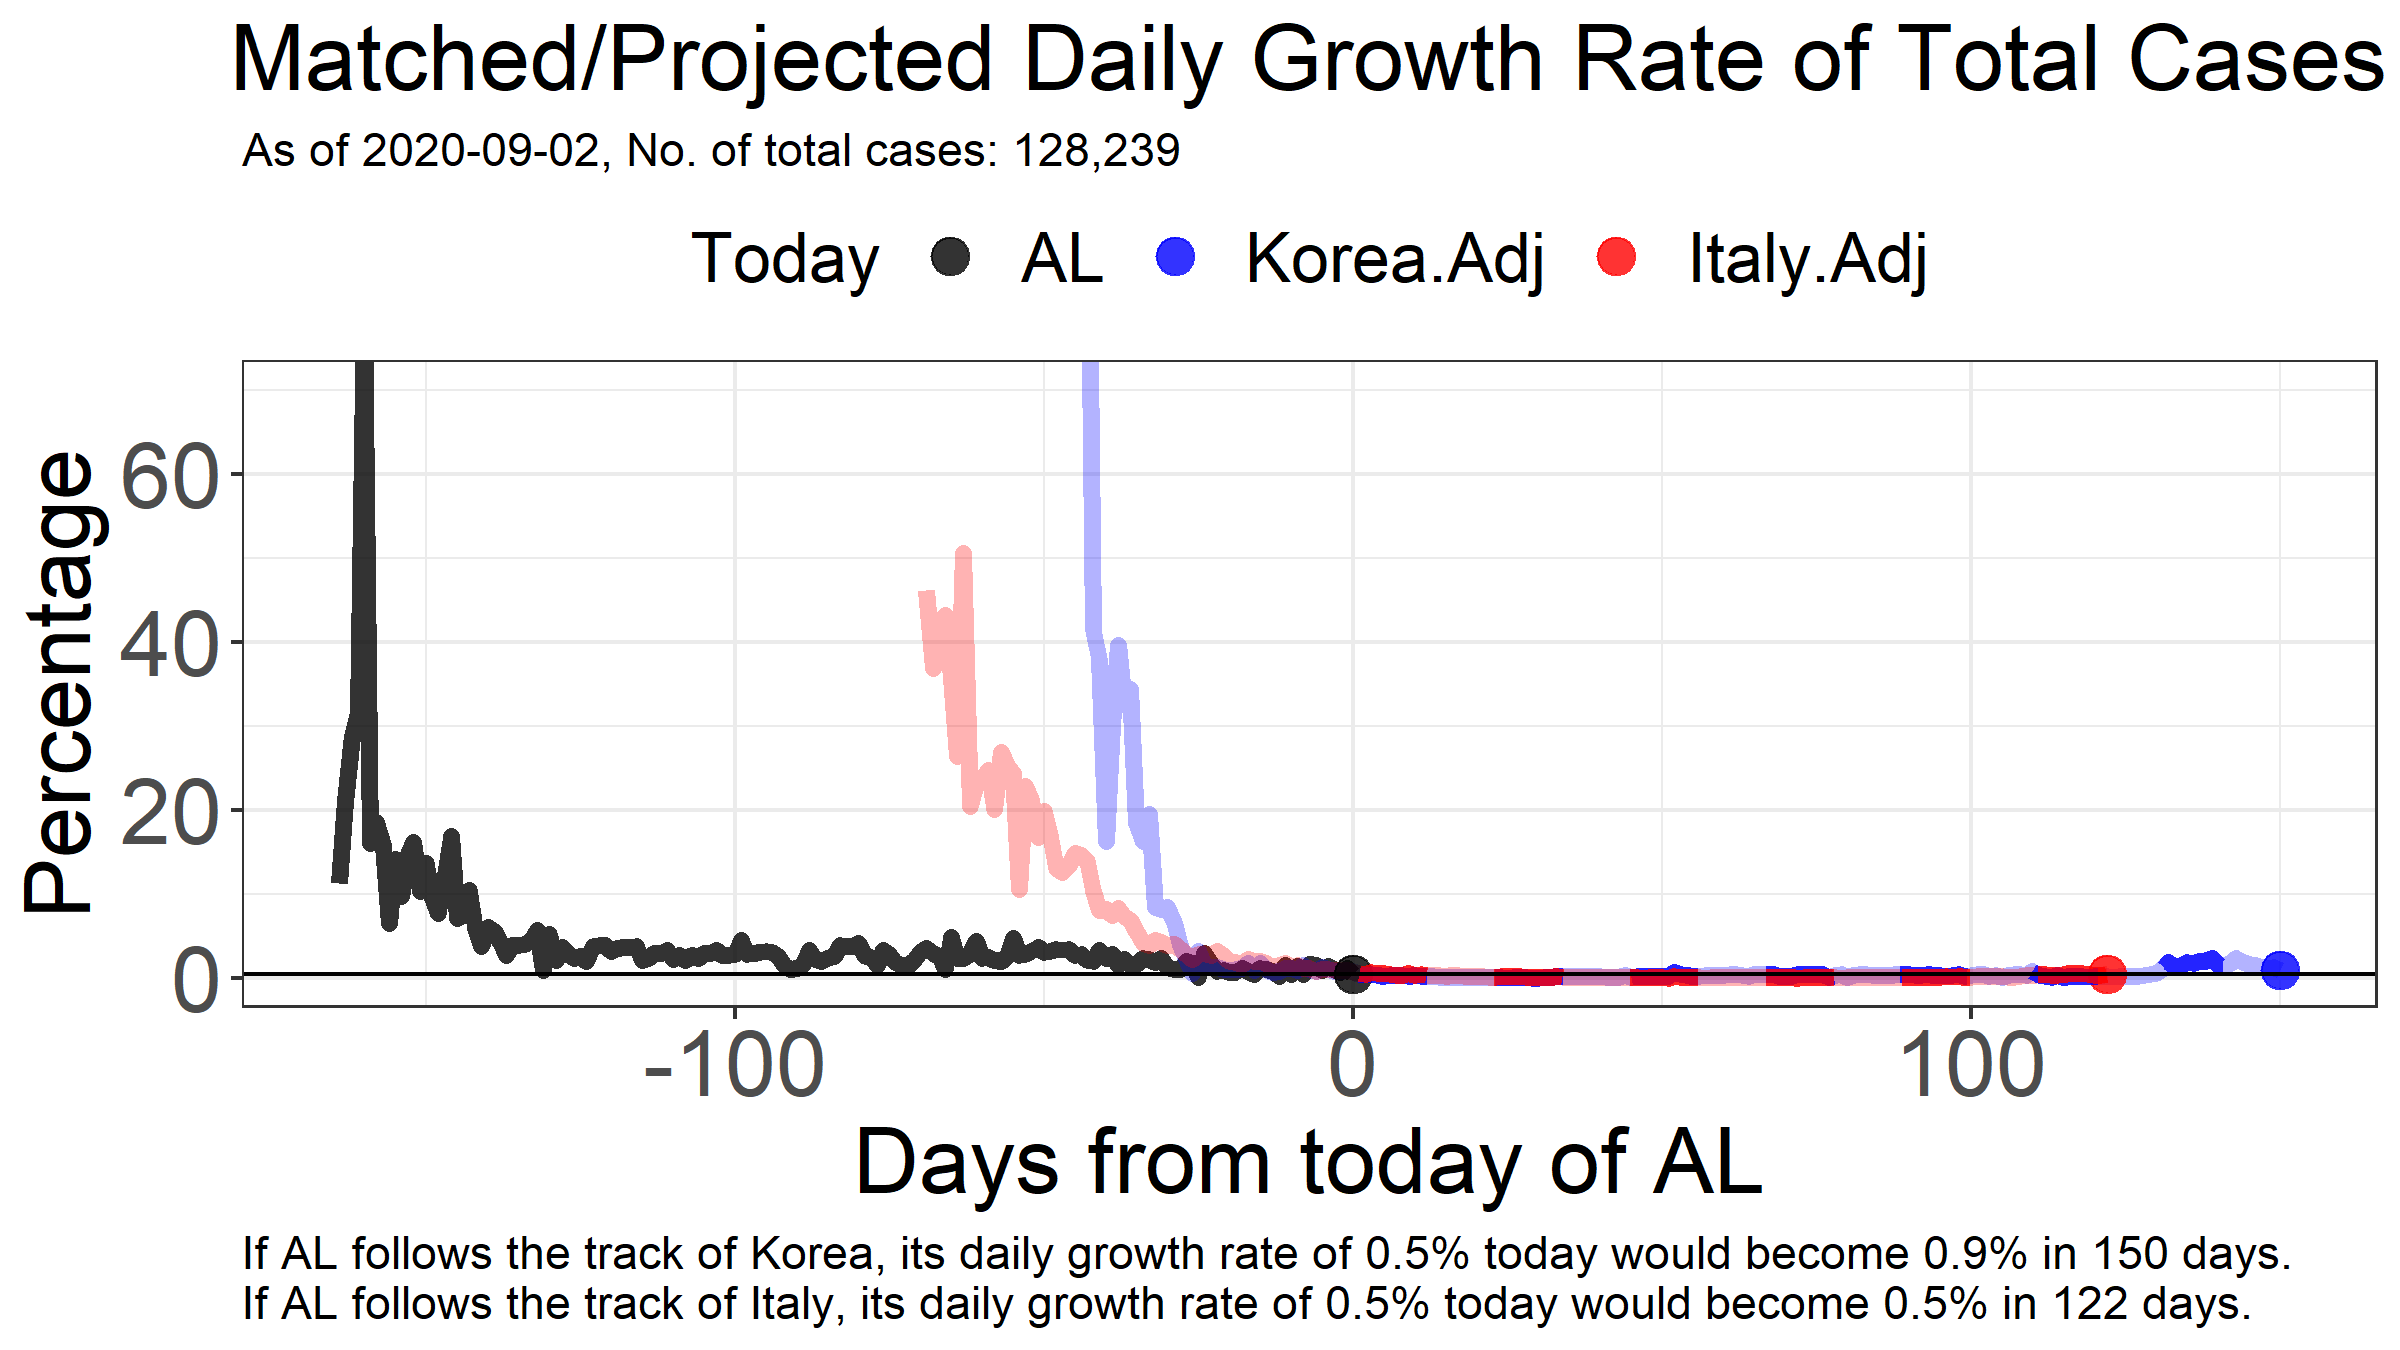 Matched/Projected Daily Growth Rate of Total Cases
As of 2020-09-02, No. of total cases: 128,239
Today AL Korea.Adj Italy.Adj
Percentage
60
40
20
0
-100 0 100
Days from today of AL
If AL follows the track of Korea, its daily growth rate of 0.5% today would become 0.9% in 150 days.
If AL follows the track of Italy, its daily growth rate of 0.5% today would become 0.5% in 122 days.